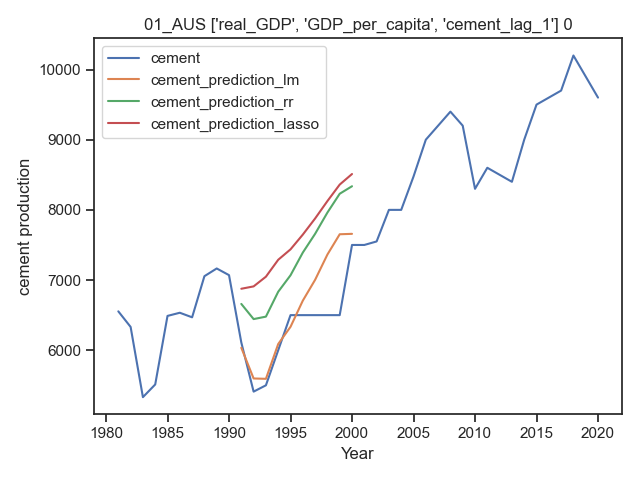 01_AUS ['real_GDP', 'GDP_per_capita', 'cement_lag_1'] 0
cement
cement_prediction_lm
cement_prediction_rr
cement_prediction_lasso
cement production
10000
9000
8000
7000
6000
1980 1985 1990 1995 2000 2005 2010 2015 2020
Year